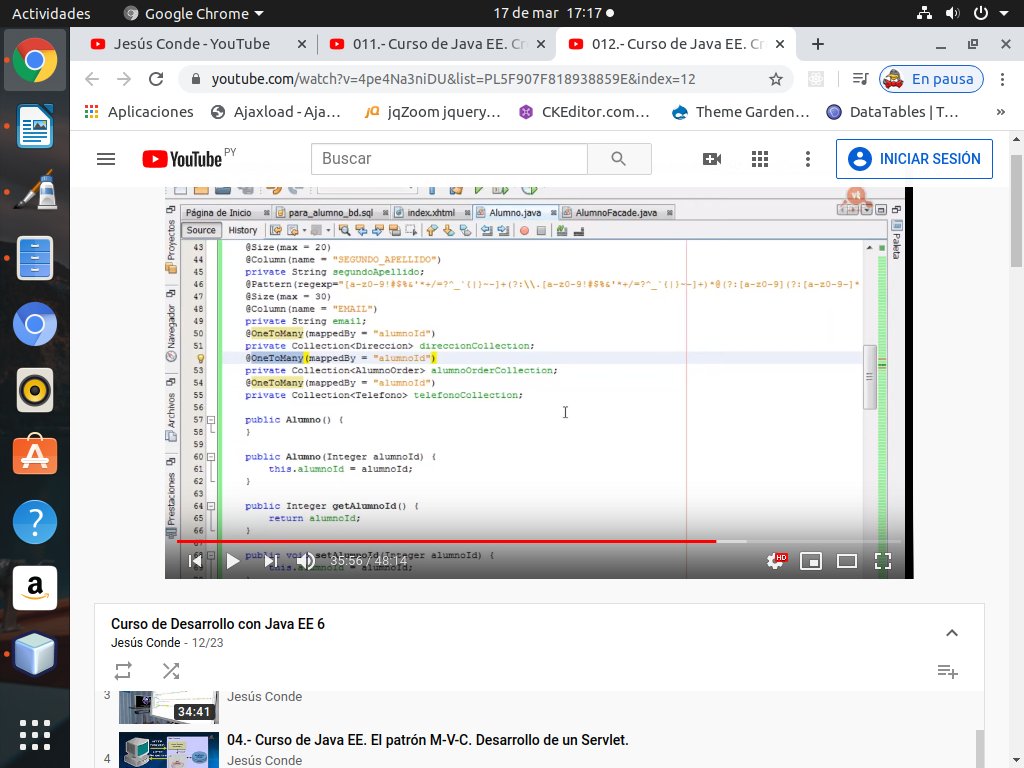 Actividades
Google Chrome
17 de mar 17:17
Jesús Conde - YouTube
011.- Curso de Java EE. Cr
012.- Curso de Java EE. Cr
youtube.com/watch?v=4pe4Na3niDU&list=PL5F907F818938859E&index=12
En pausa
Aplicaciones
Ajaxload - Aja...
jqZoom jquery...
CKEditor.com...
Theme Garden...
DataTables | T...
»
YouTube PY
Buscar
INICIAR SESIÓN
Página de Inicio
para_alumno_bd.sql
index.xhtml
Alumno.java
AlumnoFacade.java
vt
Source
History
Proyectos
Navegador
Archivos
Prestaciones
Paleta
43 @Size(max = 20)
44 @Column(name = "SEGUNDO_APELLIDO")
45 private String segundoApellido;
46 @Pattern(regexp="[a-z0-9!#$%&'*+/=?^_`{|}~-]+(?:\\.[a-z0-9!#$%&'*+/=?^_`{|}~-]+)*@(?:[a-z0-9](?:[a-z0-9-]*
47 @Size(max = 30)
48 @Column(name = "EMAIL")
49 private String email;
50 @OneToMany(mappedBy = "alumnoId")
51 private Collection<Direccion> direccionCollection;
@OneToMany(mappedBy = "alumnoId")
53 private Collection<AlumnoOrder> alumnoOrderCollection;
54 @OneToMany(mappedBy = "alumnoId")
55 private Collection<Telefono> telefonoCollection;
56
57 public Alumno() {
58 }
59
60 public Alumno(Integer alumnoId) {
61 this.alumnoId = alumnoId;
62 }
63
64 public Integer getAlumnoId() {
65 return alumnoId;
66 }
68 public void setAlumnoId(Integer alumnoId) {
this.alumnoId = alumnoId;
35:56 / 48:14
HD
Curso de Desarrollo con Java EE 6
Jesús Conde - 12/23
3
34:41
Jesús Conde
4
04.- Curso de Java EE. El patrón M-V-C. Desarrollo de un Servlet.
Jesús Conde